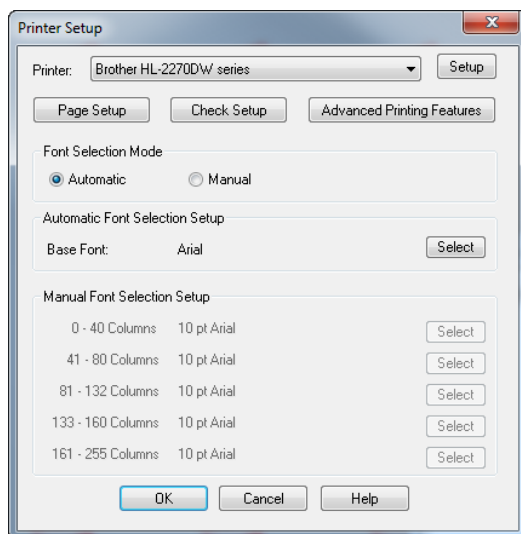 Printer Setup
Printer: Brother HL-2270DW series Setup
Page Setup Check Setup Advanced Printing Features
Font Selection Mode
Automatic Manual
Automatic Font Selection Setup
Base Font: Arial Select
Manual Font Selection Setup
0 - 40 Columns 10 pt Arial Select
41 - 80 Columns 10 pt Arial Select
81 - 132 Columns 10 pt Arial Select
133 - 160 Columns 10 pt Arial Select
161 - 255 Columns 10 pt Arial Select
OK Cancel Help